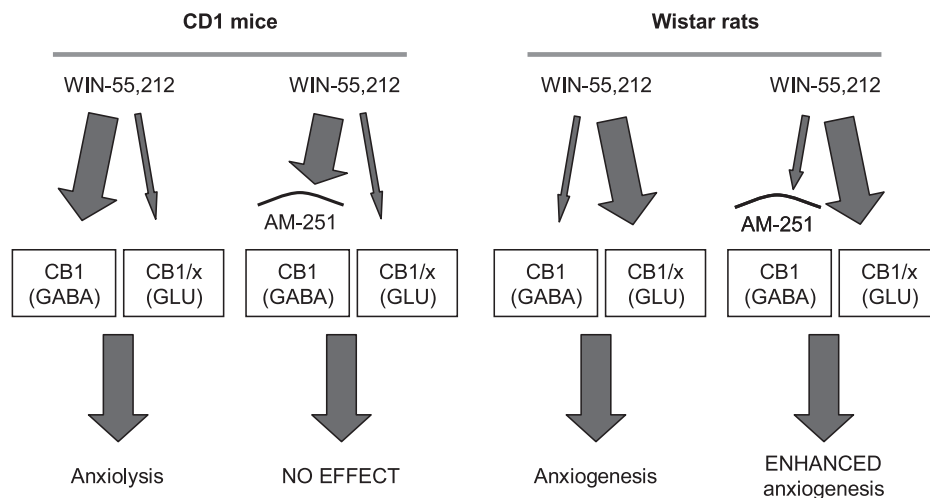 CD1 mice
Wistar rats
WIN-55,212
WIN-55,212
WIN-55,212
WIN-55,212
AM-251
AM-251
CB1
(GABA)
CB1/x
(GLU)
CB1
(GABA)
CB1/x
(GLU)
CB1
(GABA)
CB1/x
(GLU)
CB1
(GABA)
CB1/x
(GLU)
Anxiolysis
NO EFFECT
Anxiogenesis
ENHANCED
anxiogenesis